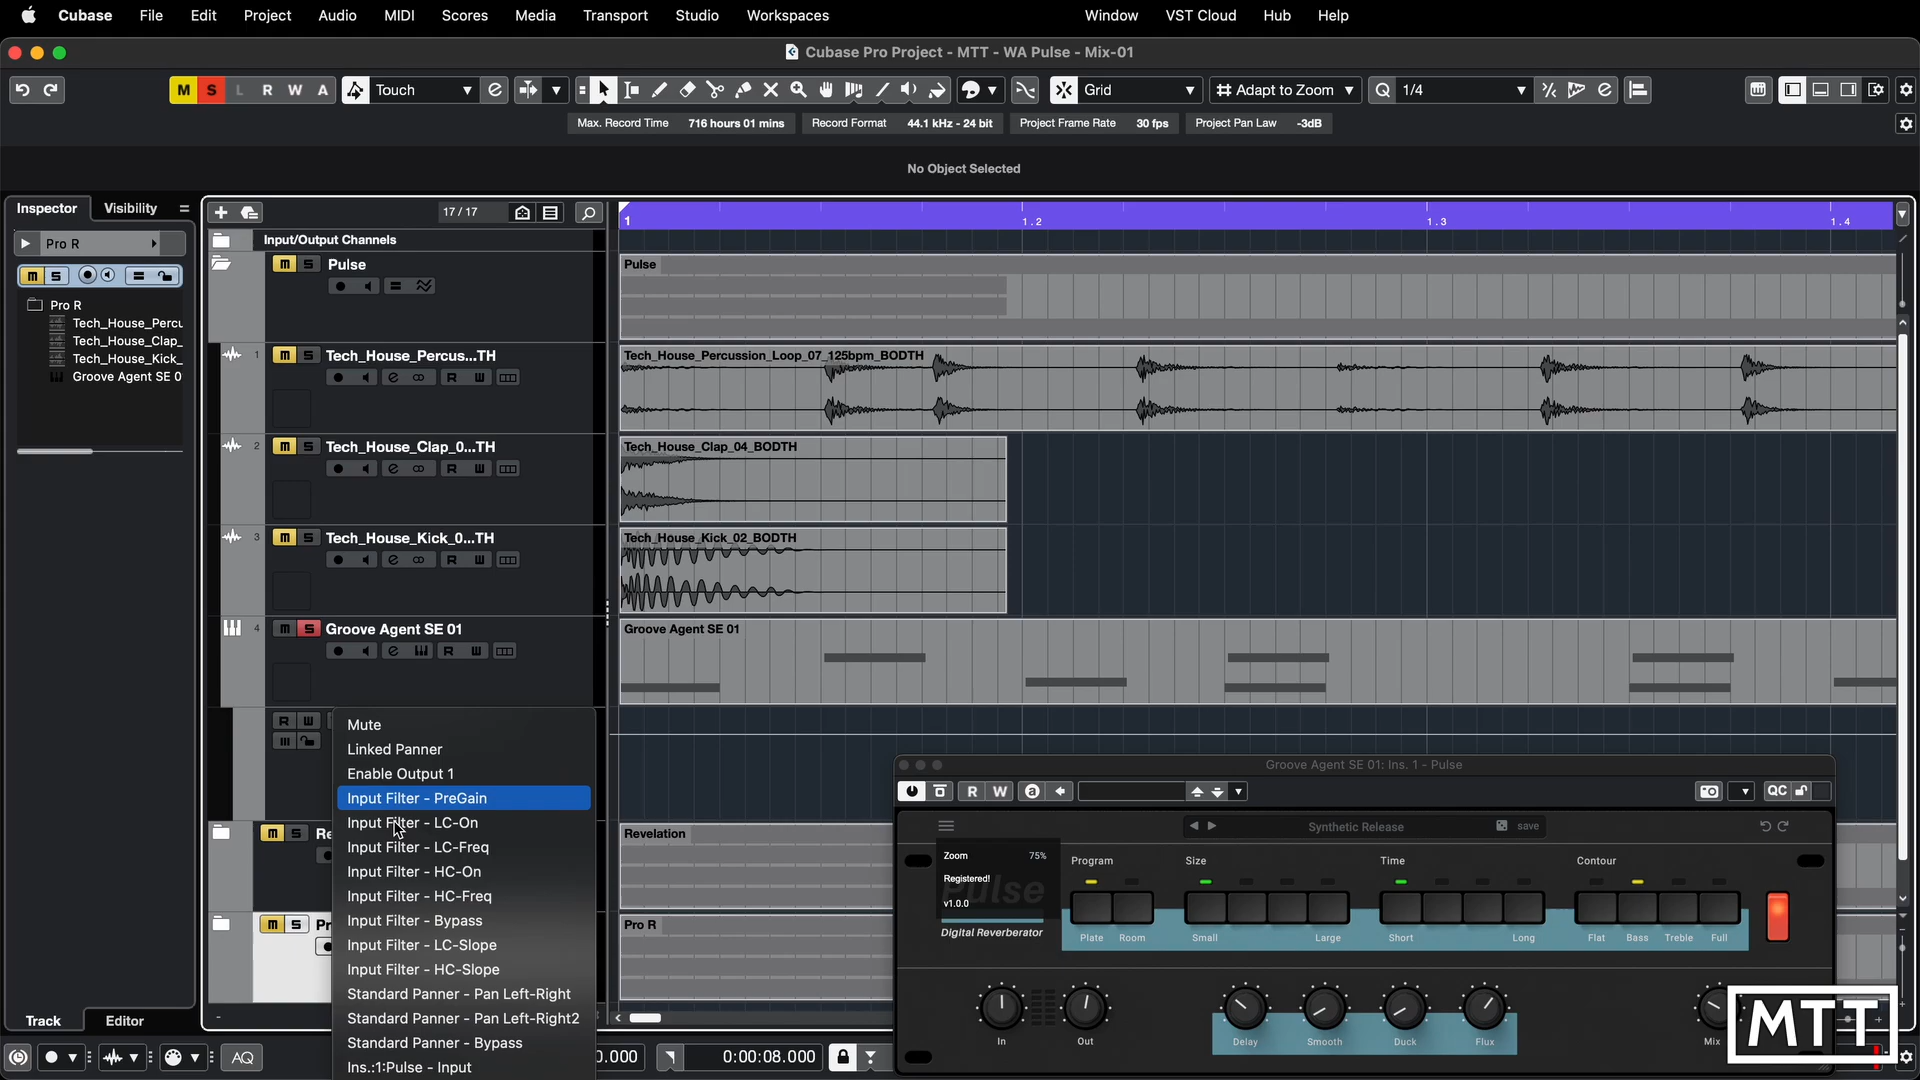 Cubase File Edit Project Audio MIDI Scores Media Transport Studio Workspaces Window VST Cloud Hub Help
Cubase Pro Project - MTT - WA Pulse - Mix-01
M S L R W A Touch Grid Adapt to Zoom Q 1/4
Max. Record Time 716 hours 01 mins Record Format 44.1 kHz - 24 bit Project Frame Rate 30 fps Project Pan Law -3dB
No Object Selected
Inspector Visibility
17 / 17
1 1.2 1.3 1.4
Pro R
Input/Output Channels
M S
Pro R
Tech_House_Percu
Tech_House_Clap_
Tech_House_Kick_
Groove Agent SE 0
M S Pulse
Pulse
1 M S Tech_House_Percus...TH
R W
Tech_House_Percussion_Loop_07_125bpm_BODTH
2 M S Tech_House_Clap_0...TH
R W
Tech_House_Clap_04_BODTH
3 M S Tech_House_Kick_0...TH
R W
Tech_House_Kick_02_BODTH
4 M S Groove Agent SE 01
R W
Groove Agent SE 01
R W
Mute
Linked Panner
Enable Output 1
Input Filter - PreGain
Input Filter - LC-On
Input Filter - LC-Freq
Input Filter - HC-On
Input Filter - HC-Freq
Input Filter - Bypass
Input Filter - LC-Slope
Input Filter - HC-Slope
Standard Panner - Pan Left-Right
Standard Panner - Pan Left-Right2
Standard Panner - Bypass
Ins.:1:Pulse - Input
M S Re
Revelation
M S Pr
Pro R
Groove Agent SE 01: Ins. 1 - Pulse
R W QC
Synthetic Release save
Zoom 75%
Registered!
v1.0.0
Pulse
Digital Reverberator
Program Size Time Contour
Plate Room Small Large Short Long Flat Bass Treble Full
In Out Delay Smooth Duck Flux Mix
MTT
Track Editor
AQ 0.000 0:00:08.000